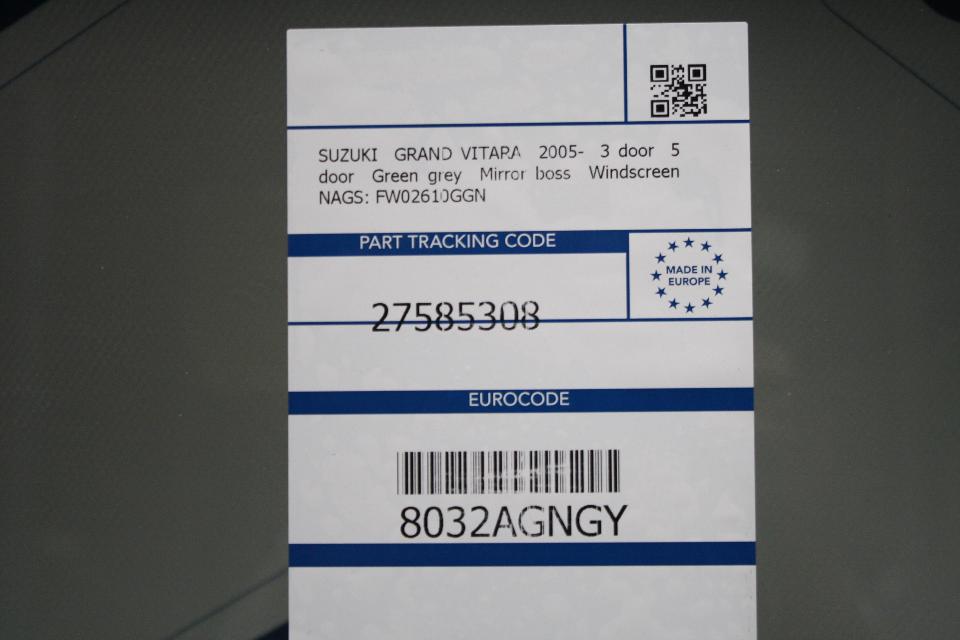 SUZUKI GRAND VITARA 2005- 3 door 5
door Green grey Mirror boss Windscreen
NAGS: FW02610GGN
PART TRACKING CODE
MADE IN
EUROPE
27585308
EUROCODE
8032AGNGY